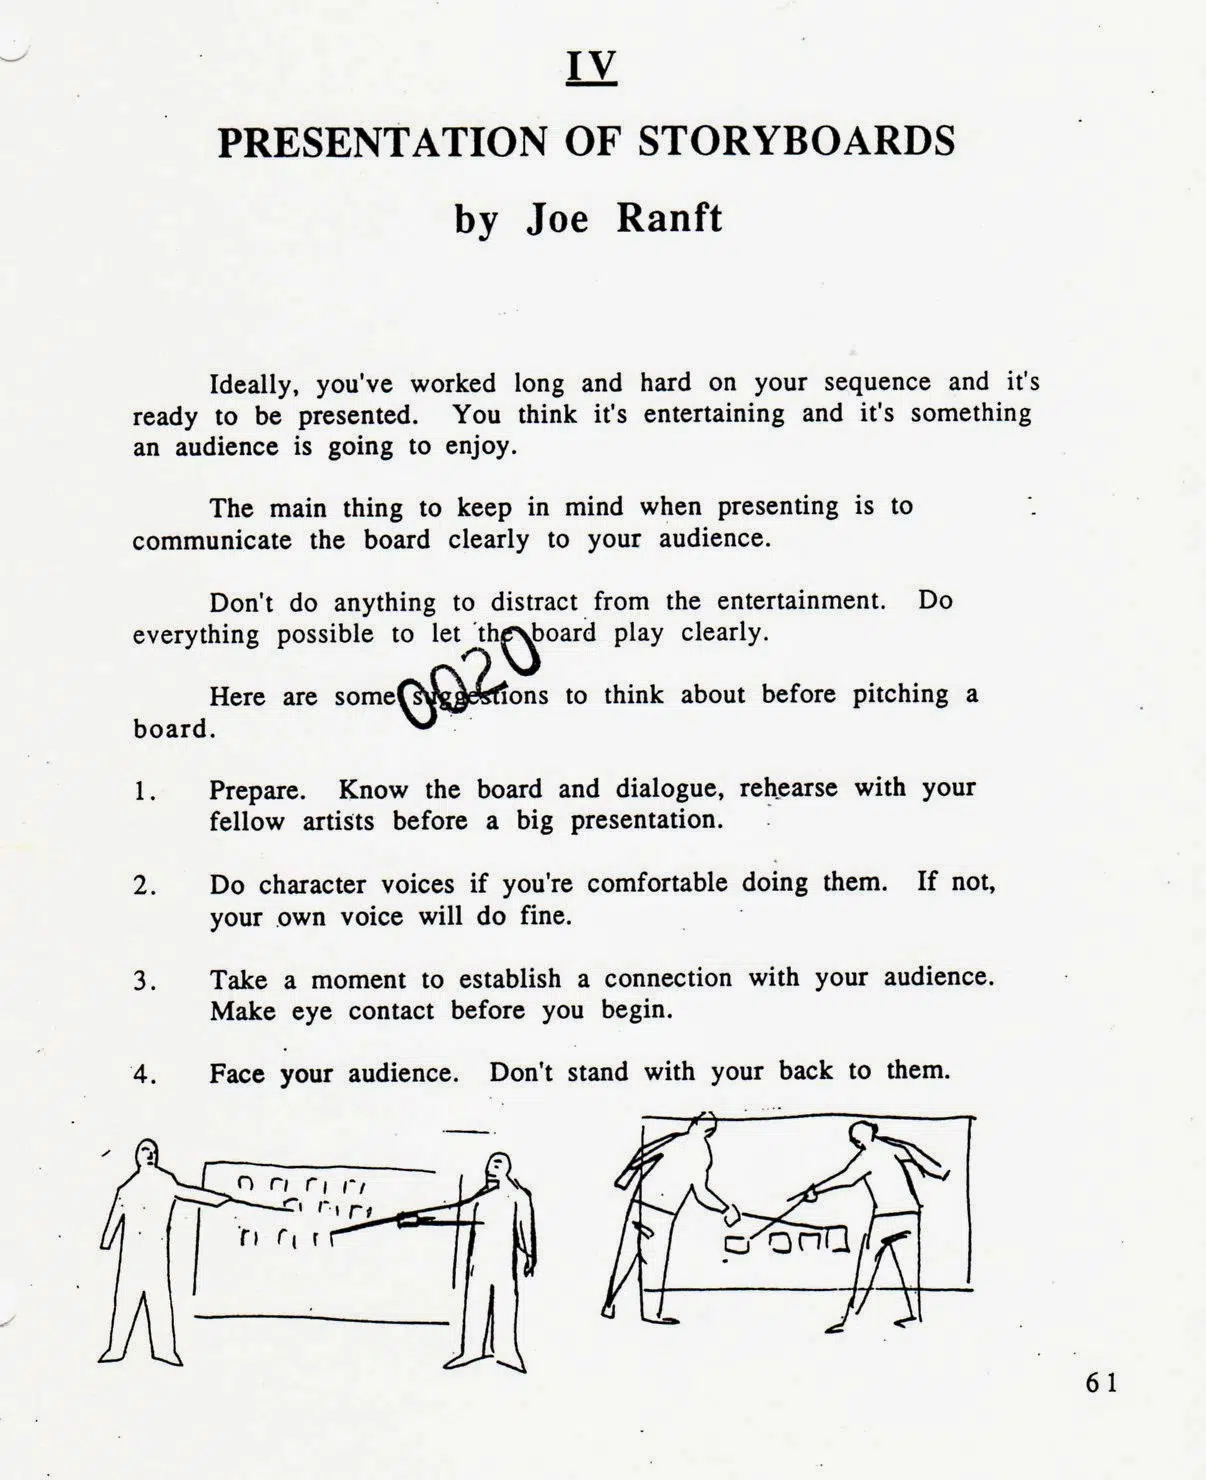 IV
PRESENTATION OF STORYBOARDS
by Joe Ranft
Ideally, you've worked long and hard on your sequence and it's
ready to be presented. You think it's entertaining and it's something
an audience is going to enjoy.
The main thing to keep in mind when presenting is to
communicate the board clearly to your audience.
Don't do anything to distract from the entertainment. Do
everything possible to let the board play clearly.
0020
Here are some suggestions to think about before pitching a
board.
1. Prepare. Know the board and dialogue, rehearse with your
fellow artists before a big presentation.
2. Do character voices if you're comfortable doing them. If not,
your own voice will do fine.
3. Take a moment to establish a connection with your audience.
Make eye contact before you begin.
4. Face your audience. Don't stand with your back to them.
61